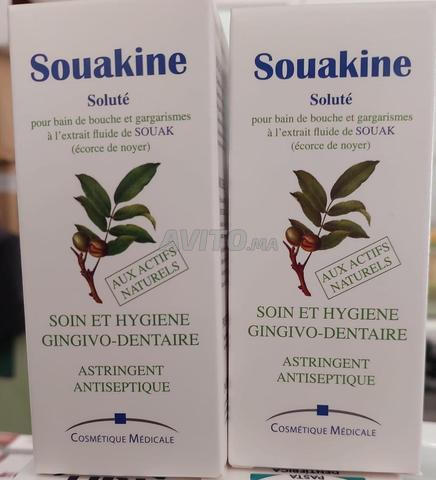 Souakine
Soluté
pour bain de bouche et gargarismes
à l'extrait fluide de SOUAK
(écorce de noyer)
AUX ACTIFS
NATURELS
SOIN ET HYGIENE
GINGIVO-DENTAIRE
ASTRINGENT
ANTISEPTIQUE
COSMÉTIQUE MÉDICALE
Souakine
Soluté
pour bain de bouche et gargarismes
à l'extrait fluide de SOUAK
(écorce de noyer)
AUX ACTIFS
NATURELS
SOIN ET HYGIENE
GINGIVO-DENTAIRE
ASTRINGENT
ANTISEPTIQUE
COSMÉTIQUE MÉDICALE
AVITO.ma
DENTIFRICE
PASTA